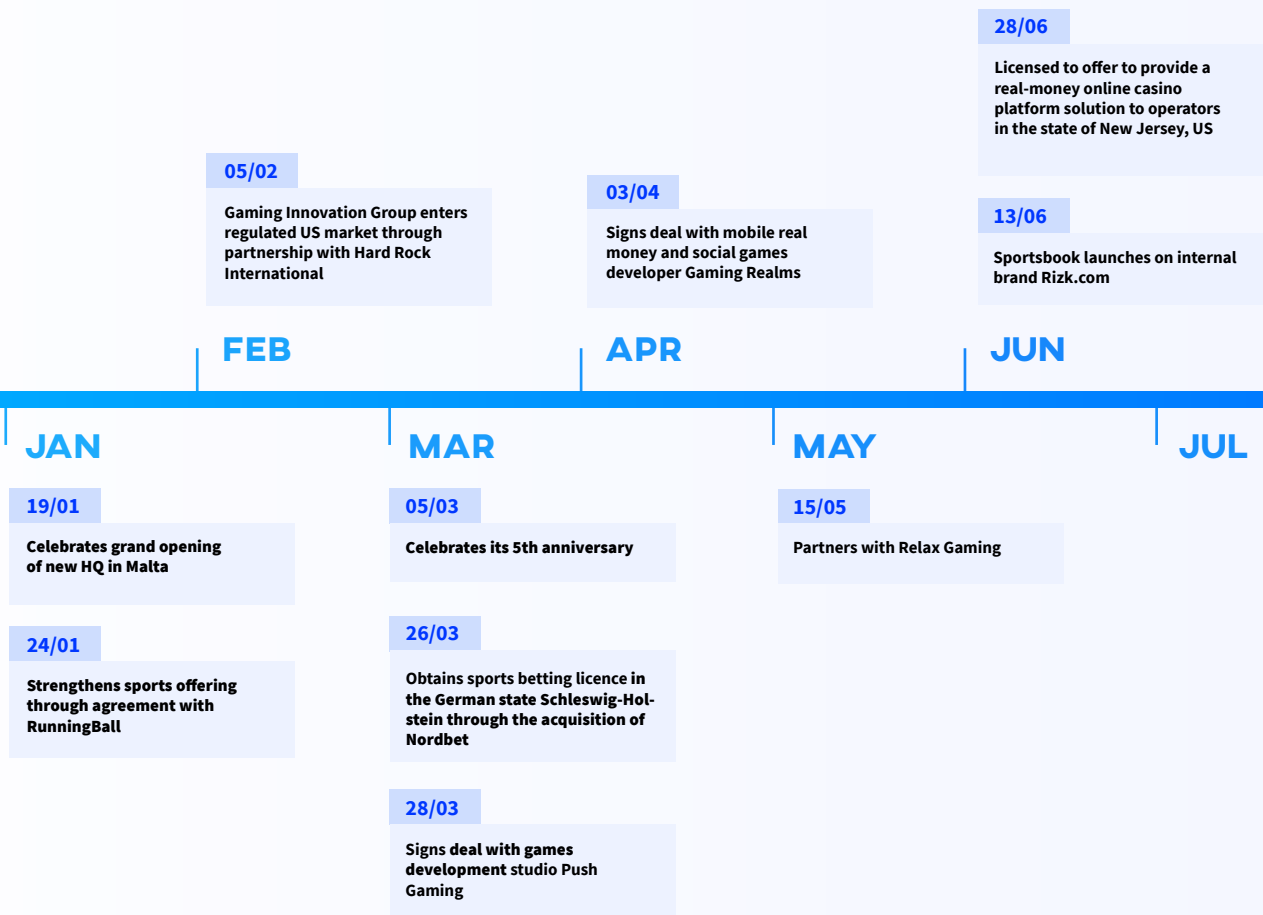 28/06
Licensed to offer to provide a
real-money online casino
platform solution to operators
in the state of New Jersey, US
05/02
Gaming Innovation Group enters
regulated US market through
partnership with Hard Rock
International
03/04
Signs deal with mobile real
money and social games
developer Gaming Realms
13/06
Sportsbook launches on internal
brand Rizk.com
FEB
APR
JUN
JAN
MAR
MAY
JUL
19/01
Celebrates grand opening
of new HQ in Malta
24/01
Strengthens sports offering
through agreement with
RunningBall
05/03
Celebrates its 5th anniversary
26/03
Obtains sports betting licence in
the German state Schleswig-Hol-
stein through the acquisition of
Nordbet
28/03
Signs deal with games
development studio Push
Gaming
15/05
Partners with Relax Gaming